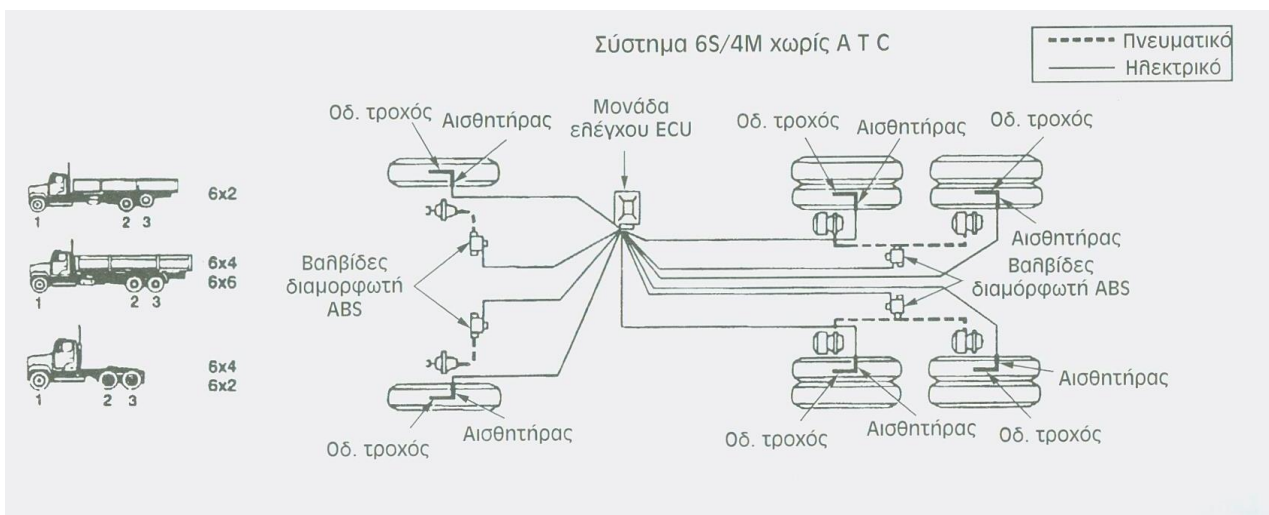 Σύστημα 6S/4M χωρίς Α Τ C
Πνευματικό
Ηλεκτρικό
Οδ. τροχός
Αισθητήρας
Μονάδα
ελέγχου ECU
Οδ. τροχός
Αισθητήρας
Οδ. τροχός
6x2
1
2 3
6x4
6x6
1
2 3
6x4
6x2
1
2 3
Βαλβίδες
διαμορφωτή
ABS
Αισθητήρας
Βαλβίδες
διαμόρφωτή ABS
Αισθητήρας
Οδ. τροχός
Αισθητήρας
Οδ. τροχός
Αισθητήρας
Οδ. τροχός